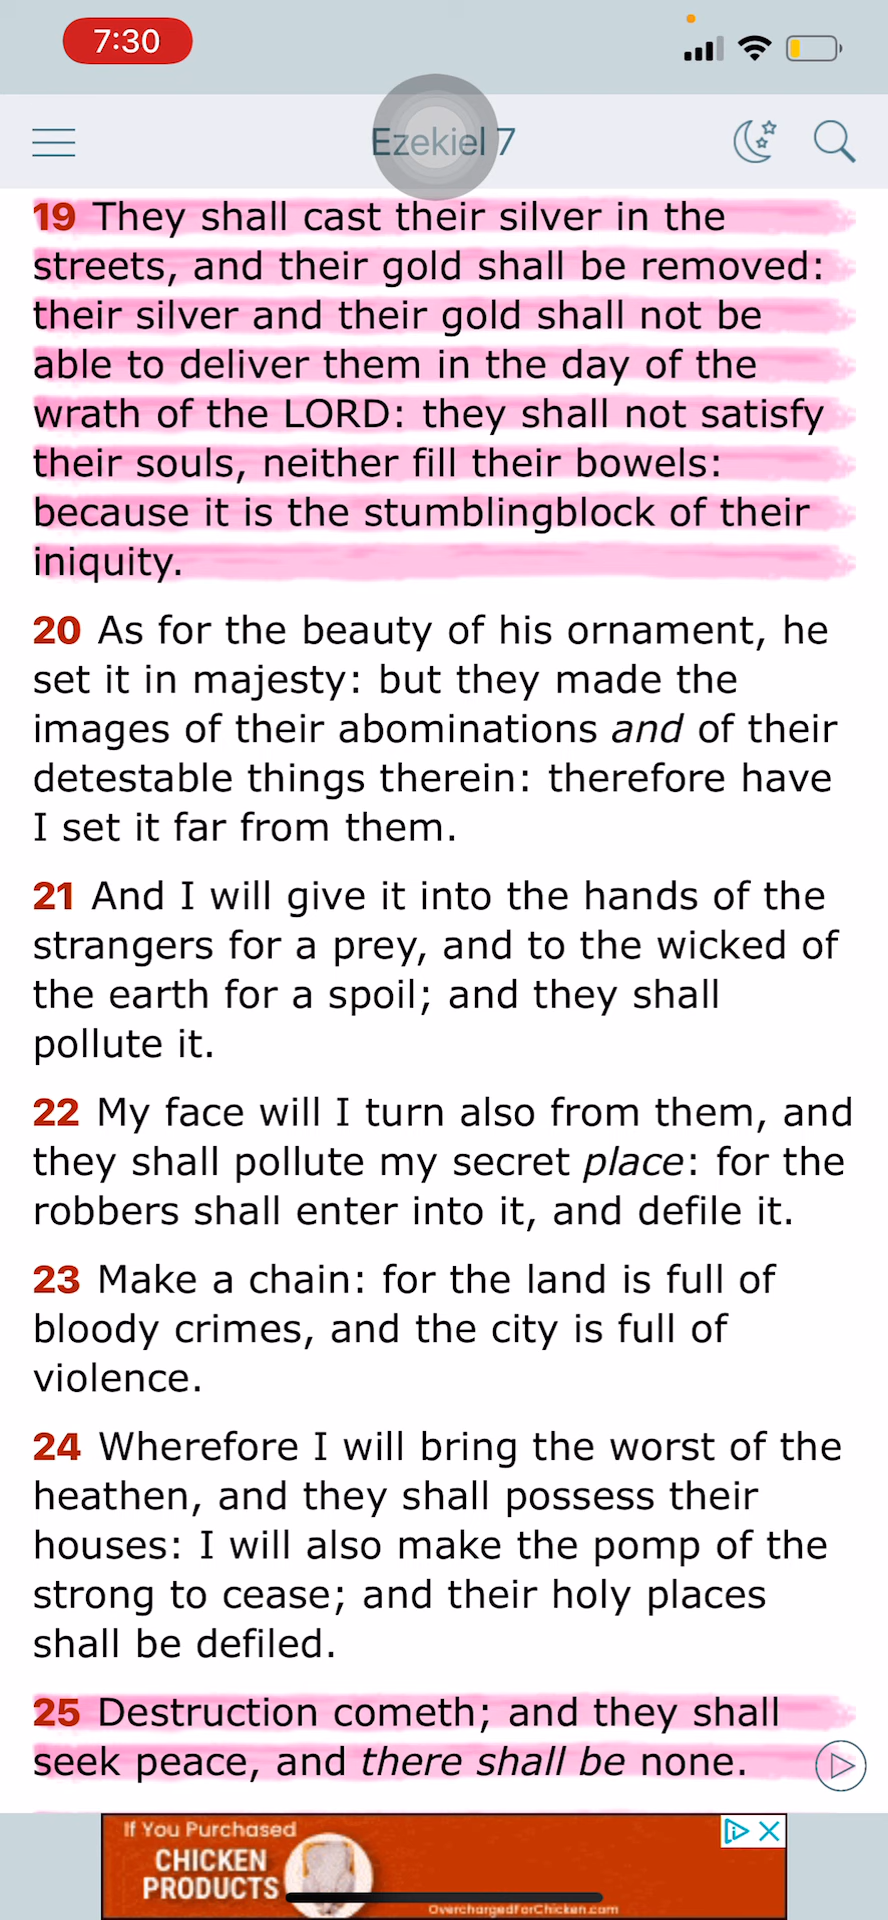 7:30
Ezekiel 7
19 They shall cast their silver in the
streets, and their gold shall be removed:
their silver and their gold shall not be
able to deliver them in the day of the
wrath of the LORD: they shall not satisfy
their souls, neither fill their bowels:
because it is the stumblingblock of their
iniquity.
20 As for the beauty of his ornament, he
set it in majesty: but they made the
images of their abominations and of their
detestable things therein: therefore have
I set it far from them.
21 And I will give it into the hands of the
strangers for a prey, and to the wicked of
the earth for a spoil; and they shall
pollute it.
22 My face will I turn also from them, and
they shall pollute my secret place: for the
robbers shall enter into it, and defile it.
23 Make a chain: for the land is full of
bloody crimes, and the city is full of
violence.
24 Wherefore I will bring the worst of the
heathen, and they shall possess their
houses: I will also make the pomp of the
strong to cease; and their holy places
shall be defiled.
25 Destruction cometh; and they shall
seek peace, and there shall be none.
If You Purchased
CHICKEN
PRODUCTS
OverchargedForChicken.com